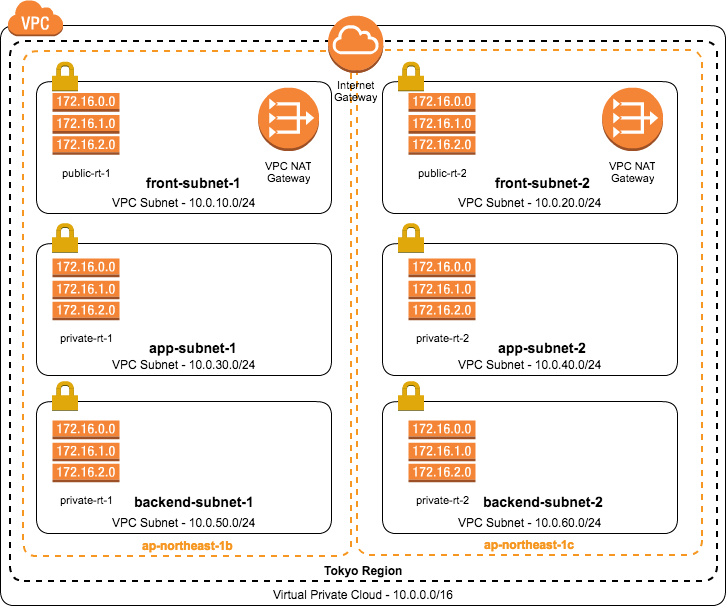 VPC
Internet
Gateway
172.16.0.0
172.16.1.0
172.16.2.0
public-rt-1
VPC NAT
Gateway
front-subnet-1
VPC Subnet - 10.0.10.0/24
172.16.0.0
172.16.1.0
172.16.2.0
public-rt-2
VPC NAT
Gateway
front-subnet-2
VPC Subnet - 10.0.20.0/24
172.16.0.0
172.16.1.0
172.16.2.0
private-rt-1
app-subnet-1
VPC Subnet - 10.0.30.0/24
172.16.0.0
172.16.1.0
172.16.2.0
private-rt-2
app-subnet-2
VPC Subnet - 10.0.40.0/24
172.16.0.0
172.16.1.0
172.16.2.0
private-rt-1
backend-subnet-1
VPC Subnet - 10.0.50.0/24
172.16.0.0
172.16.1.0
172.16.2.0
private-rt-2
backend-subnet-2
VPC Subnet - 10.0.60.0/24
ap-northeast-1b
ap-northeast-1c
Tokyo Region
Virtual Private Cloud - 10.0.0.0/16